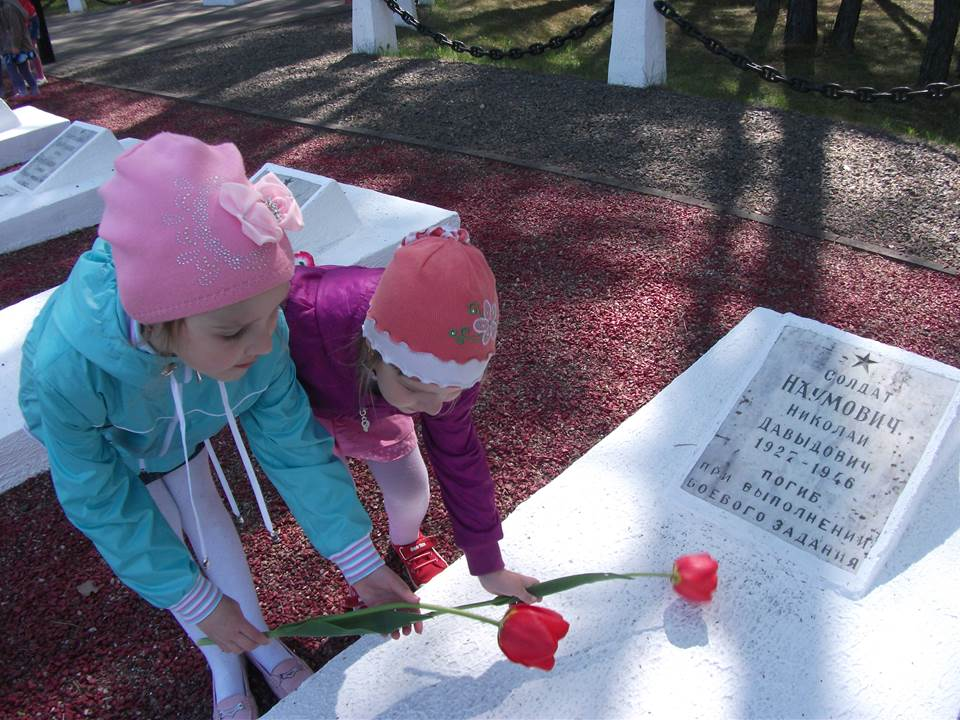 СОЛДАТ
НАУМОВИЧ
НИКОЛАЙ
ДАВЫДОВИЧ
1927-1946
ПОГИБ
ПРИ ВЫПОЛНЕНИИ
БОЕВОГО ЗАДАНИЯ